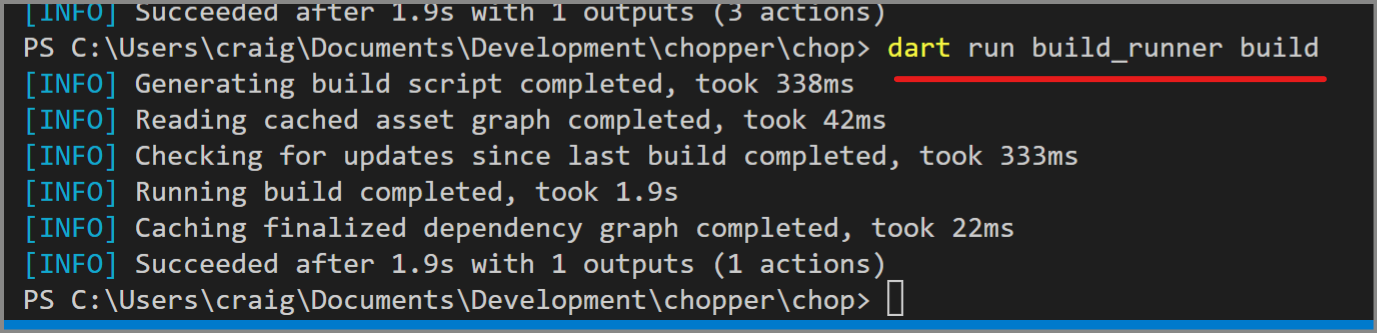 [INFO] Succeeded after 1.9s with 1 outputs (3 actions)
PS C:\Users\craig\Documents\Development\chopper\chop> dart run build_runner build
[INFO] Generating build script completed, took 338ms
[INFO] Reading cached asset graph completed, took 42ms
[INFO] Checking for updates since last build completed, took 333ms
[INFO] Running build completed, took 1.9s
[INFO] Caching finalized dependency graph completed, took 22ms
[INFO] Succeeded after 1.9s with 1 outputs (1 actions)
PS C:\Users\craig\Documents\Development\chopper\chop>